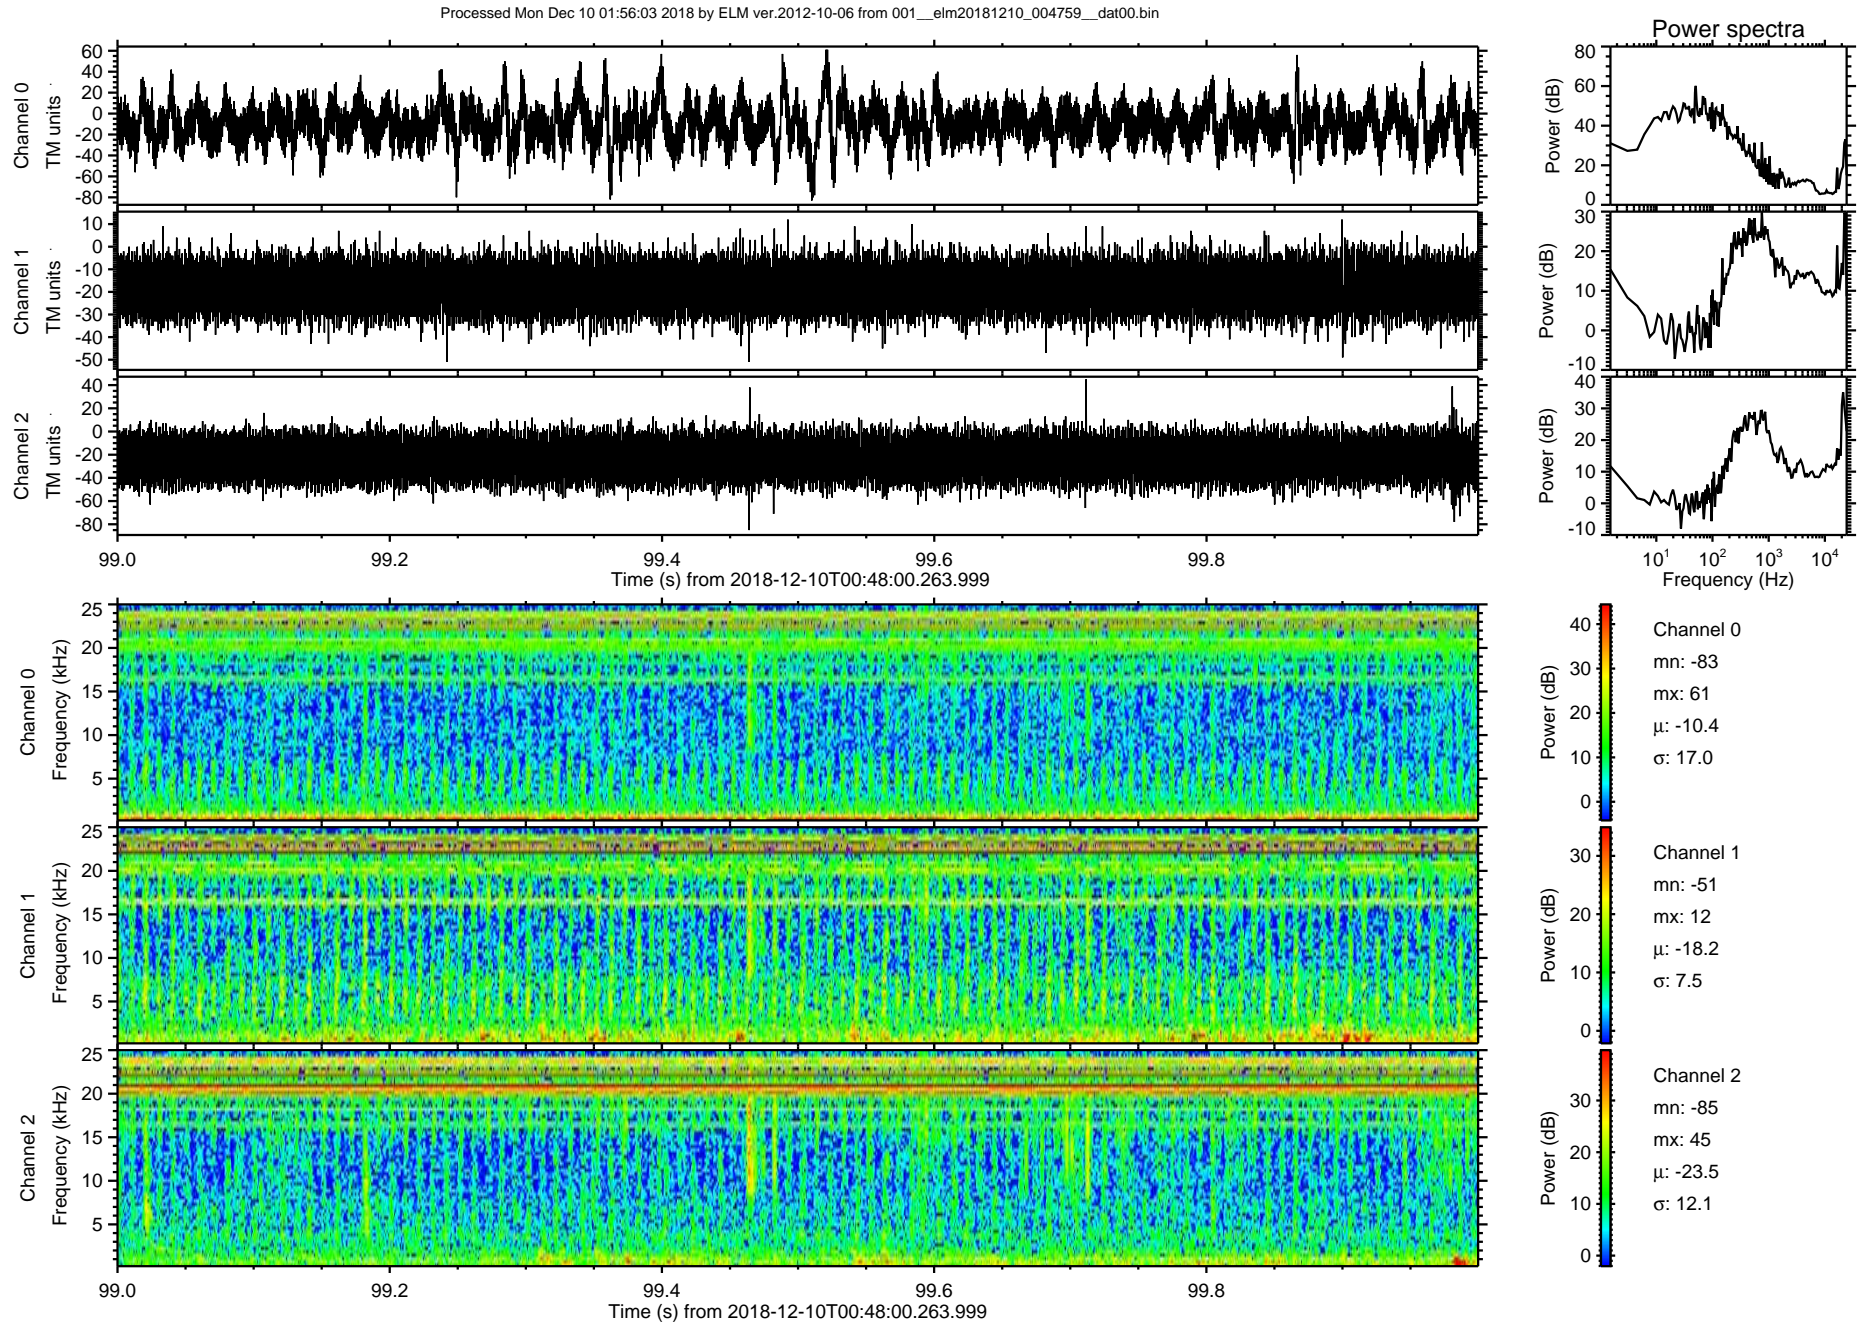 Processed Mon Dec 10 01:56:03 2018 by ELM ver.2012-10-06 from 001__elm20181210_004759__dat00.bin
Power spectra
Channel 0
TM units
60
40
20
0
-20
-40
-60
-80
Power (dB)
80
60
40
20
0
Channel 1
TM units
10
0
-10
-20
-30
-40
-50
Power (dB)
30
20
10
0
-10
Channel 2
TM units
40
20
0
-20
-40
-60
-80
Power (dB)
40
30
20
10
0
-10
99.0 99.2 99.4 99.6 99.8
Time (s) from 2018-12-10T00:48:00.263.999
10¹ 10² 10³ 10⁴
Frequency (Hz)
Channel 0
Frequency (kHz)
25
20
15
10
5
Power (dB)
40
30
20
10
0
Channel 0
mn: -83
mx: 61
µ: -10.4
σ: 17.0
Channel 1
Frequency (kHz)
25
20
15
10
5
Power (dB)
30
20
10
0
Channel 1
mn: -51
mx: 12
µ: -18.2
σ: 7.5
Channel 2
Frequency (kHz)
25
20
15
10
5
Power (dB)
30
20
10
0
Channel 2
mn: -85
mx: 45
µ: -23.5
σ: 12.1
99.0 99.2 99.4 99.6 99.8
Time (s) from 2018-12-10T00:48:00.263.999